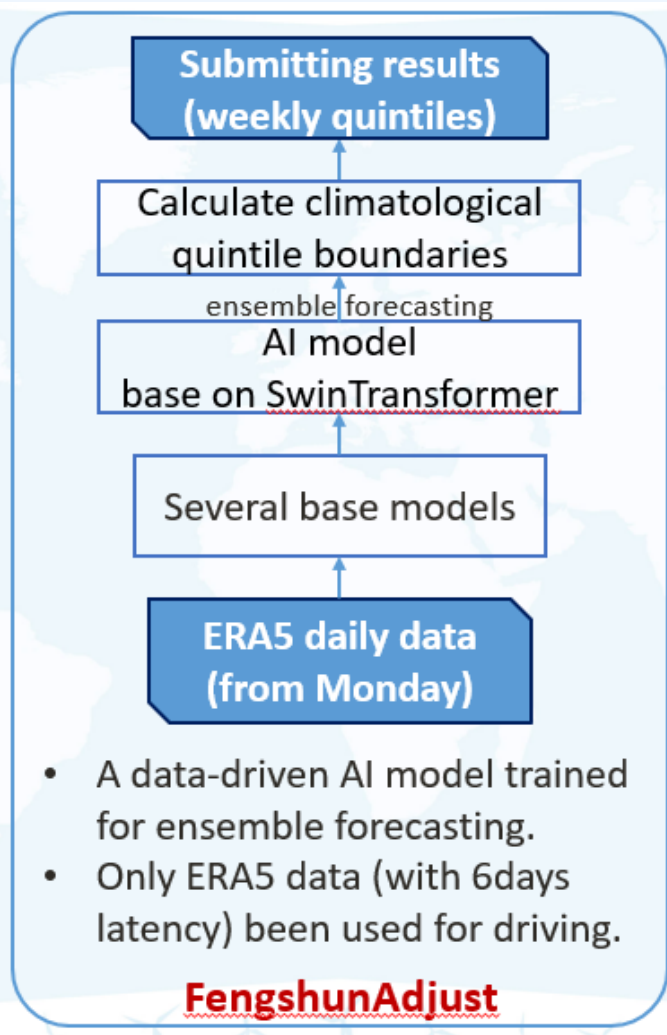 Submitting results
(weekly quintiles)
Calculate climatological
quintile boundaries
ensemble forecasting
AI model
base on SwinTransformer
Several base models
ERA5 daily data
(from Monday)
• A data-driven AI model trained
for ensemble forecasting.
• Only ERA5 data (with 6days
latency) been used for driving.
FengshunAdjust